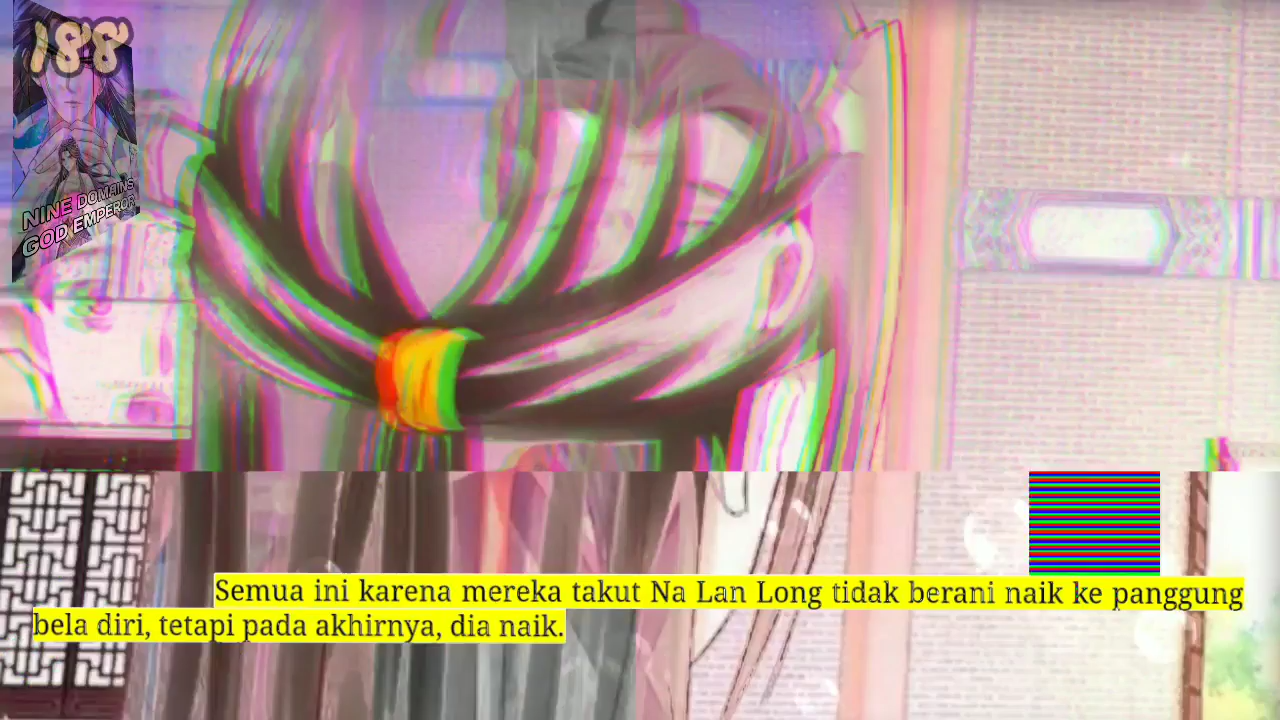 188
NINE DOMAINS
GOD EMPEROR
Semua ini karena mereka takut Na Lan Long tidak berani naik ke panggung
bela diri, tetapi pada akhirnya, dia naik.